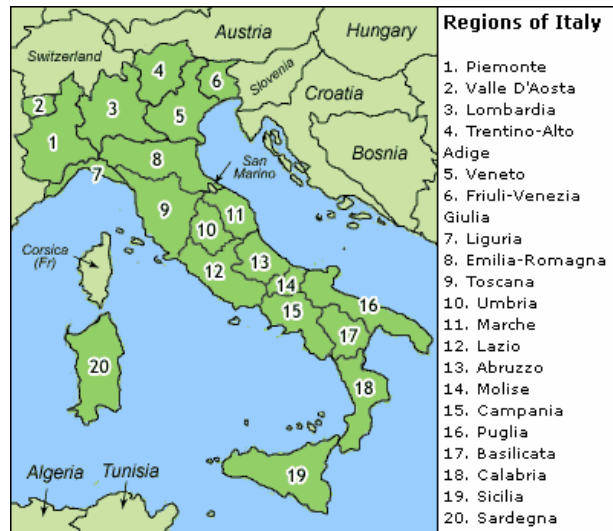 Regions of Italy
1. Piemonte
2. Valle D'Aosta
3. Lombardia
4. Trentino-Alto
Adige
5. Veneto
6. Friuli-Venezia
Giulia
7. Liguria
8. Emilia-Romagna
9. Toscana
10. Umbria
11. Marche
12. Lazio
13. Abruzzo
14. Molise
15. Campania
16. Puglia
17. Basilicata
18. Calabria
19. Sicilia
20. Sardegna
Austria
Hungary
Switzerland
Slovenia
Croatia
Bosnia
San
Marino
Corsica
(Fr)
Algeria
Tunisia
4
6
2
3
5
1
8
7
9
11
10
12
13
14
15
16
17
20
18
19